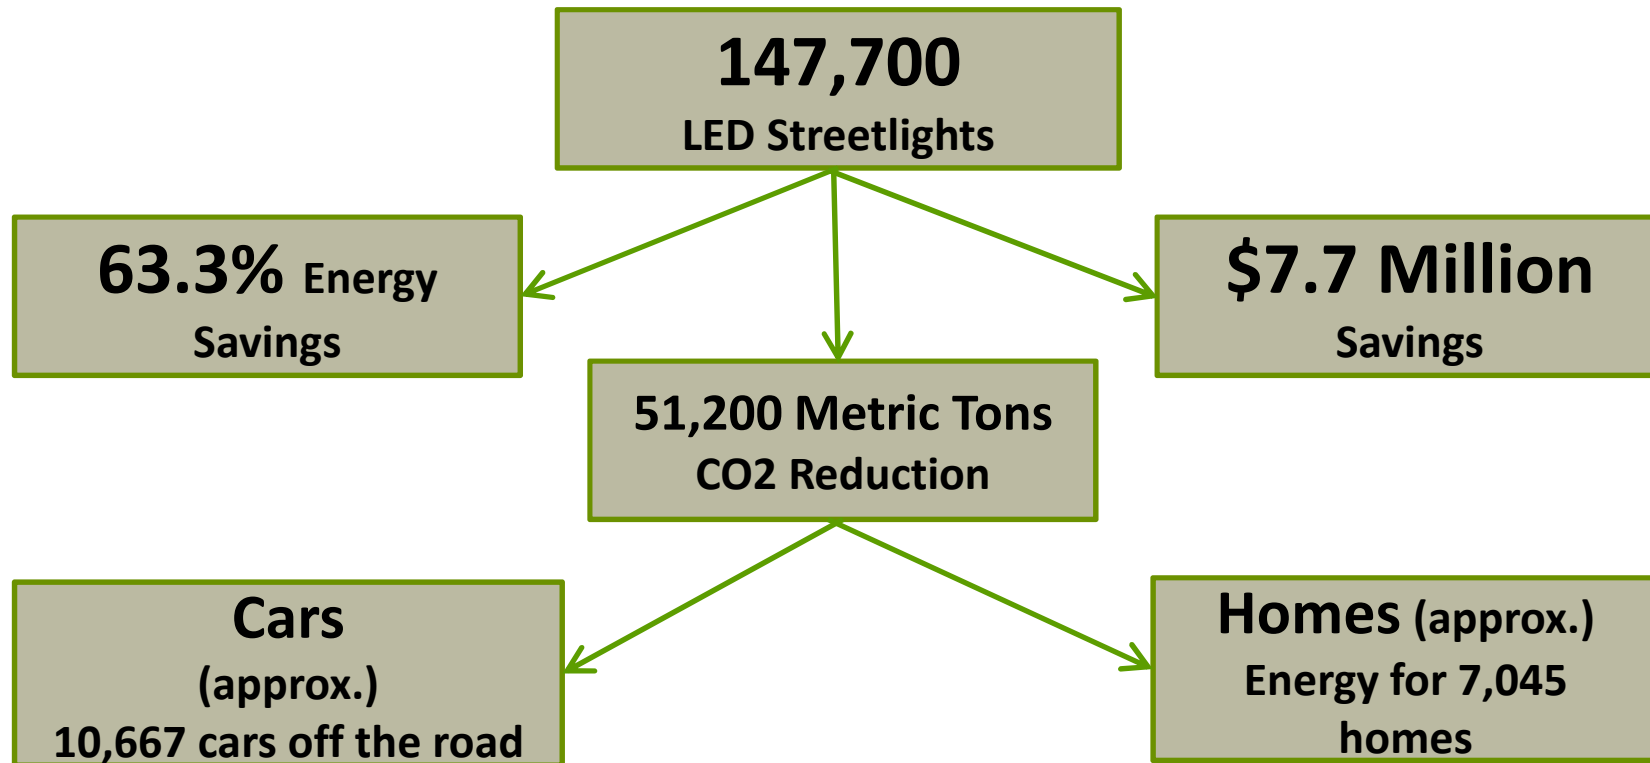 147,700
LED Streetlights
63.3% Energy
Savings
$7.7 Million
Savings
51,200 Metric Tons
CO2 Reduction
Cars
(approx.)
10,667 cars off the road
Homes (approx.)
Energy for 7,045
homes